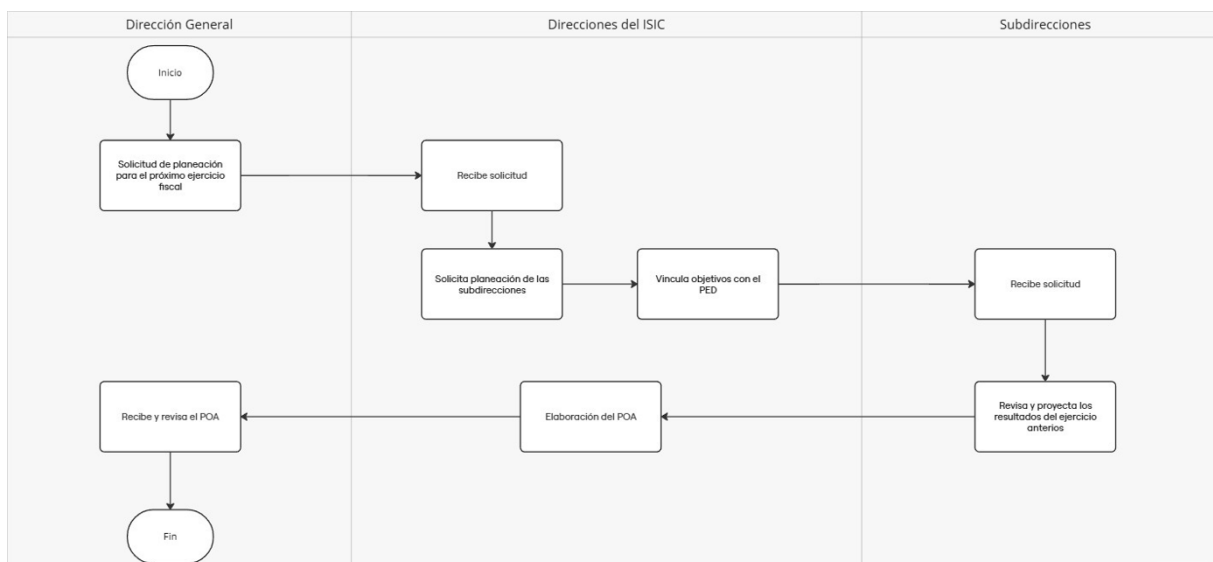 Dirección General
Direcciones del ISIC
Subdirecciones
Inicio
Solicitud de planeación
para el próximo ejercicio
fiscal
Recibe solicitud
Solicita planeación de las
subdirecciones
Vincula objetivos con el
PED
Recibe solicitud
Recibe y revisa el POA
Elaboración del POA
Revisa y proyecta los
resultados del ejercicio
anterios
Fin